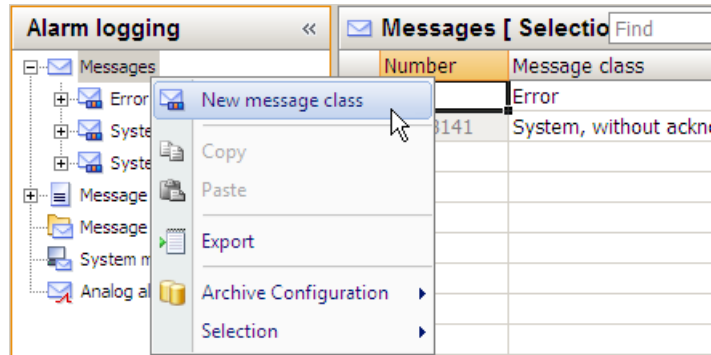 Alarm logging «
Messages [ Selectio Find
Messages
Number Message class
Error
New message class
Error
Syste
3141 System, without ackn
Copy
Syste
Paste
Message
Message
Export
System m
Analog al
Archive Configuration
Selection